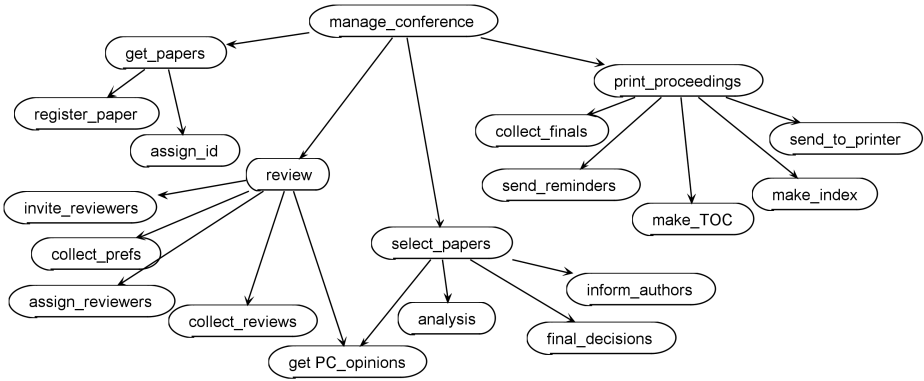 manage_conference
get_papers
print_proceedings
register_paper
collect_finals
send_to_printer
assign_id
review
send_reminders
make_index
invite_reviewers
make_TOC
select_papers
collect_prefs
inform_authors
assign_reviewers
collect_reviews
analysis
final_decisions
get PC_opinions